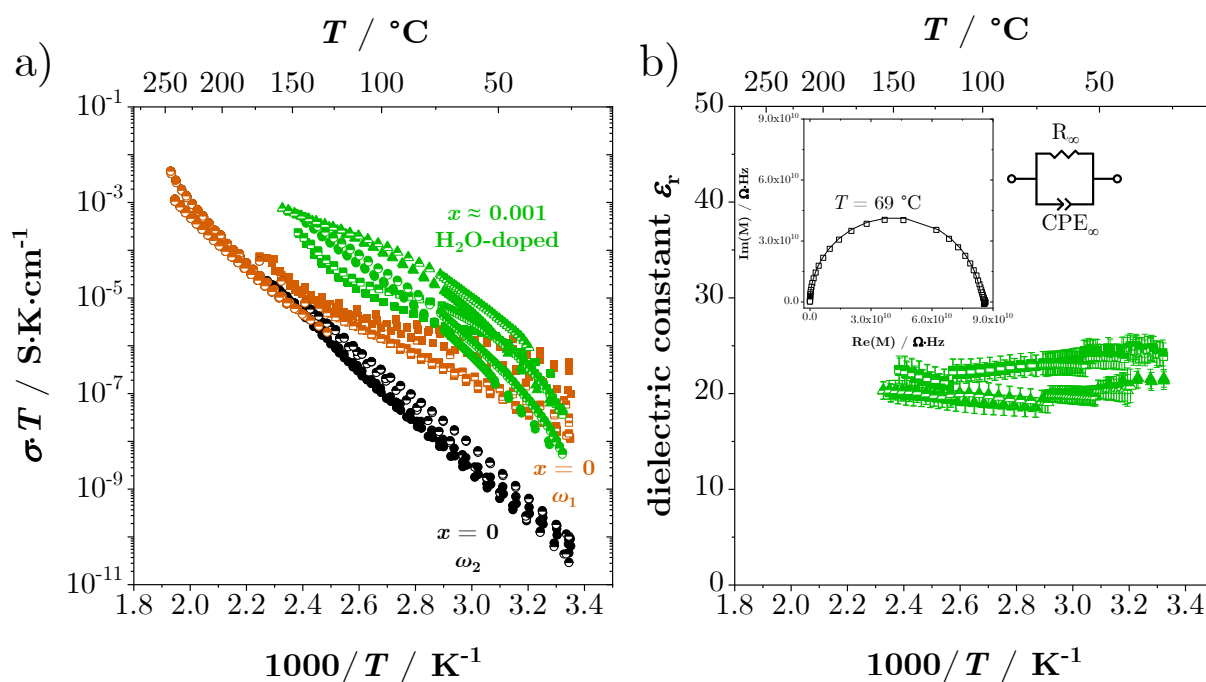 a)
T / °C
250 200 150 100 50
10⁻¹
10⁻³
10⁻⁵
10⁻⁷
10⁻⁹
10⁻¹¹
σ·T / S·K·cm⁻¹
x ≈ 0.001
H₂O-doped
x = 0
ω₁
x = 0
ω₂
1.8 2.0 2.2 2.4 2.6 2.8 3.0 3.2 3.4
1000/T / K⁻¹
b)
T / °C
250 200 150 100 50
50
40
30
20
10
0
dielectric constant εᵣ
9.0x10¹⁰
6.0x10¹⁰
3.0x10¹⁰
0.0
Im(M) / Ω·Hz
T = 69 °C
0.0 3.0x10¹⁰ 6.0x10¹⁰ 9.0x10¹⁰
Re(M) / Ω·Hz
R∞
CPE∞
1.8 2.0 2.2 2.4 2.6 2.8 3.0 3.2 3.4
1000/T / K⁻¹